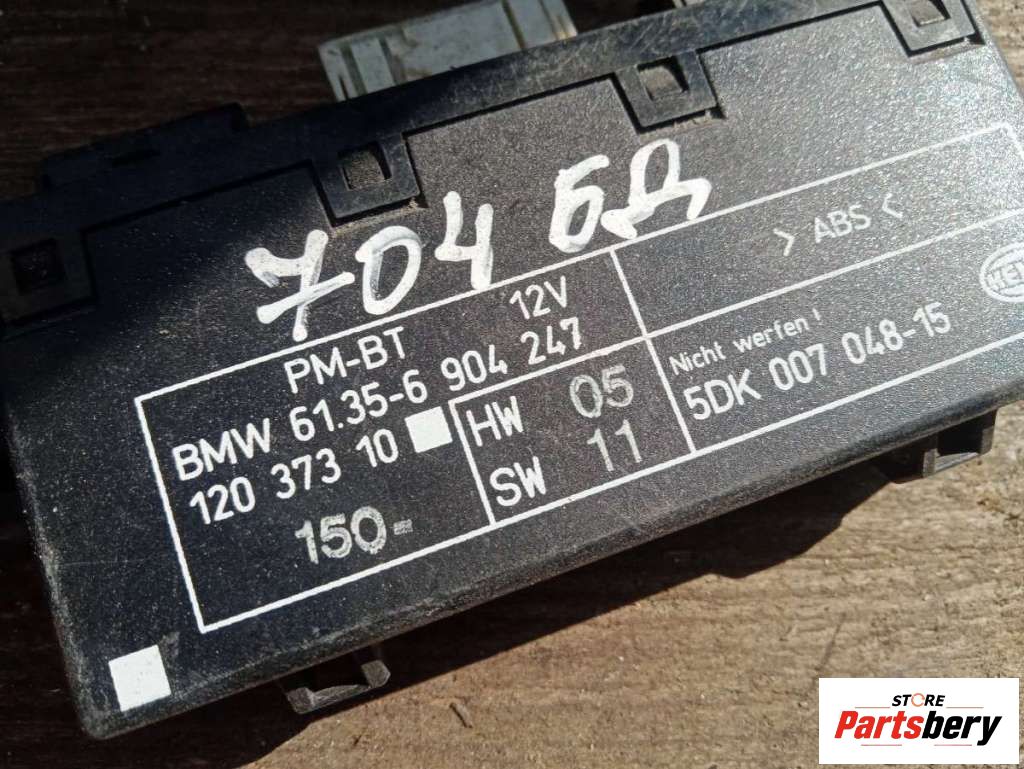 704 БД
PM-BT 12V
BMW 61.35-6 904 247
120 373 10
150-
HW 05
SW 11
> ABS <
Nicht werfen !
5DK 007 048-15
STORE
Partsbery